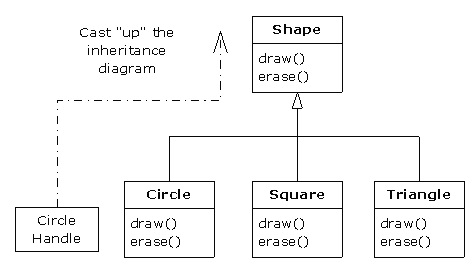 Cast "up" the
inheritance
diagram
Shape
draw()
erase()
Circle
Handle
Circle
draw()
erase()
Square
draw()
erase()
Triangle
draw()
erase()